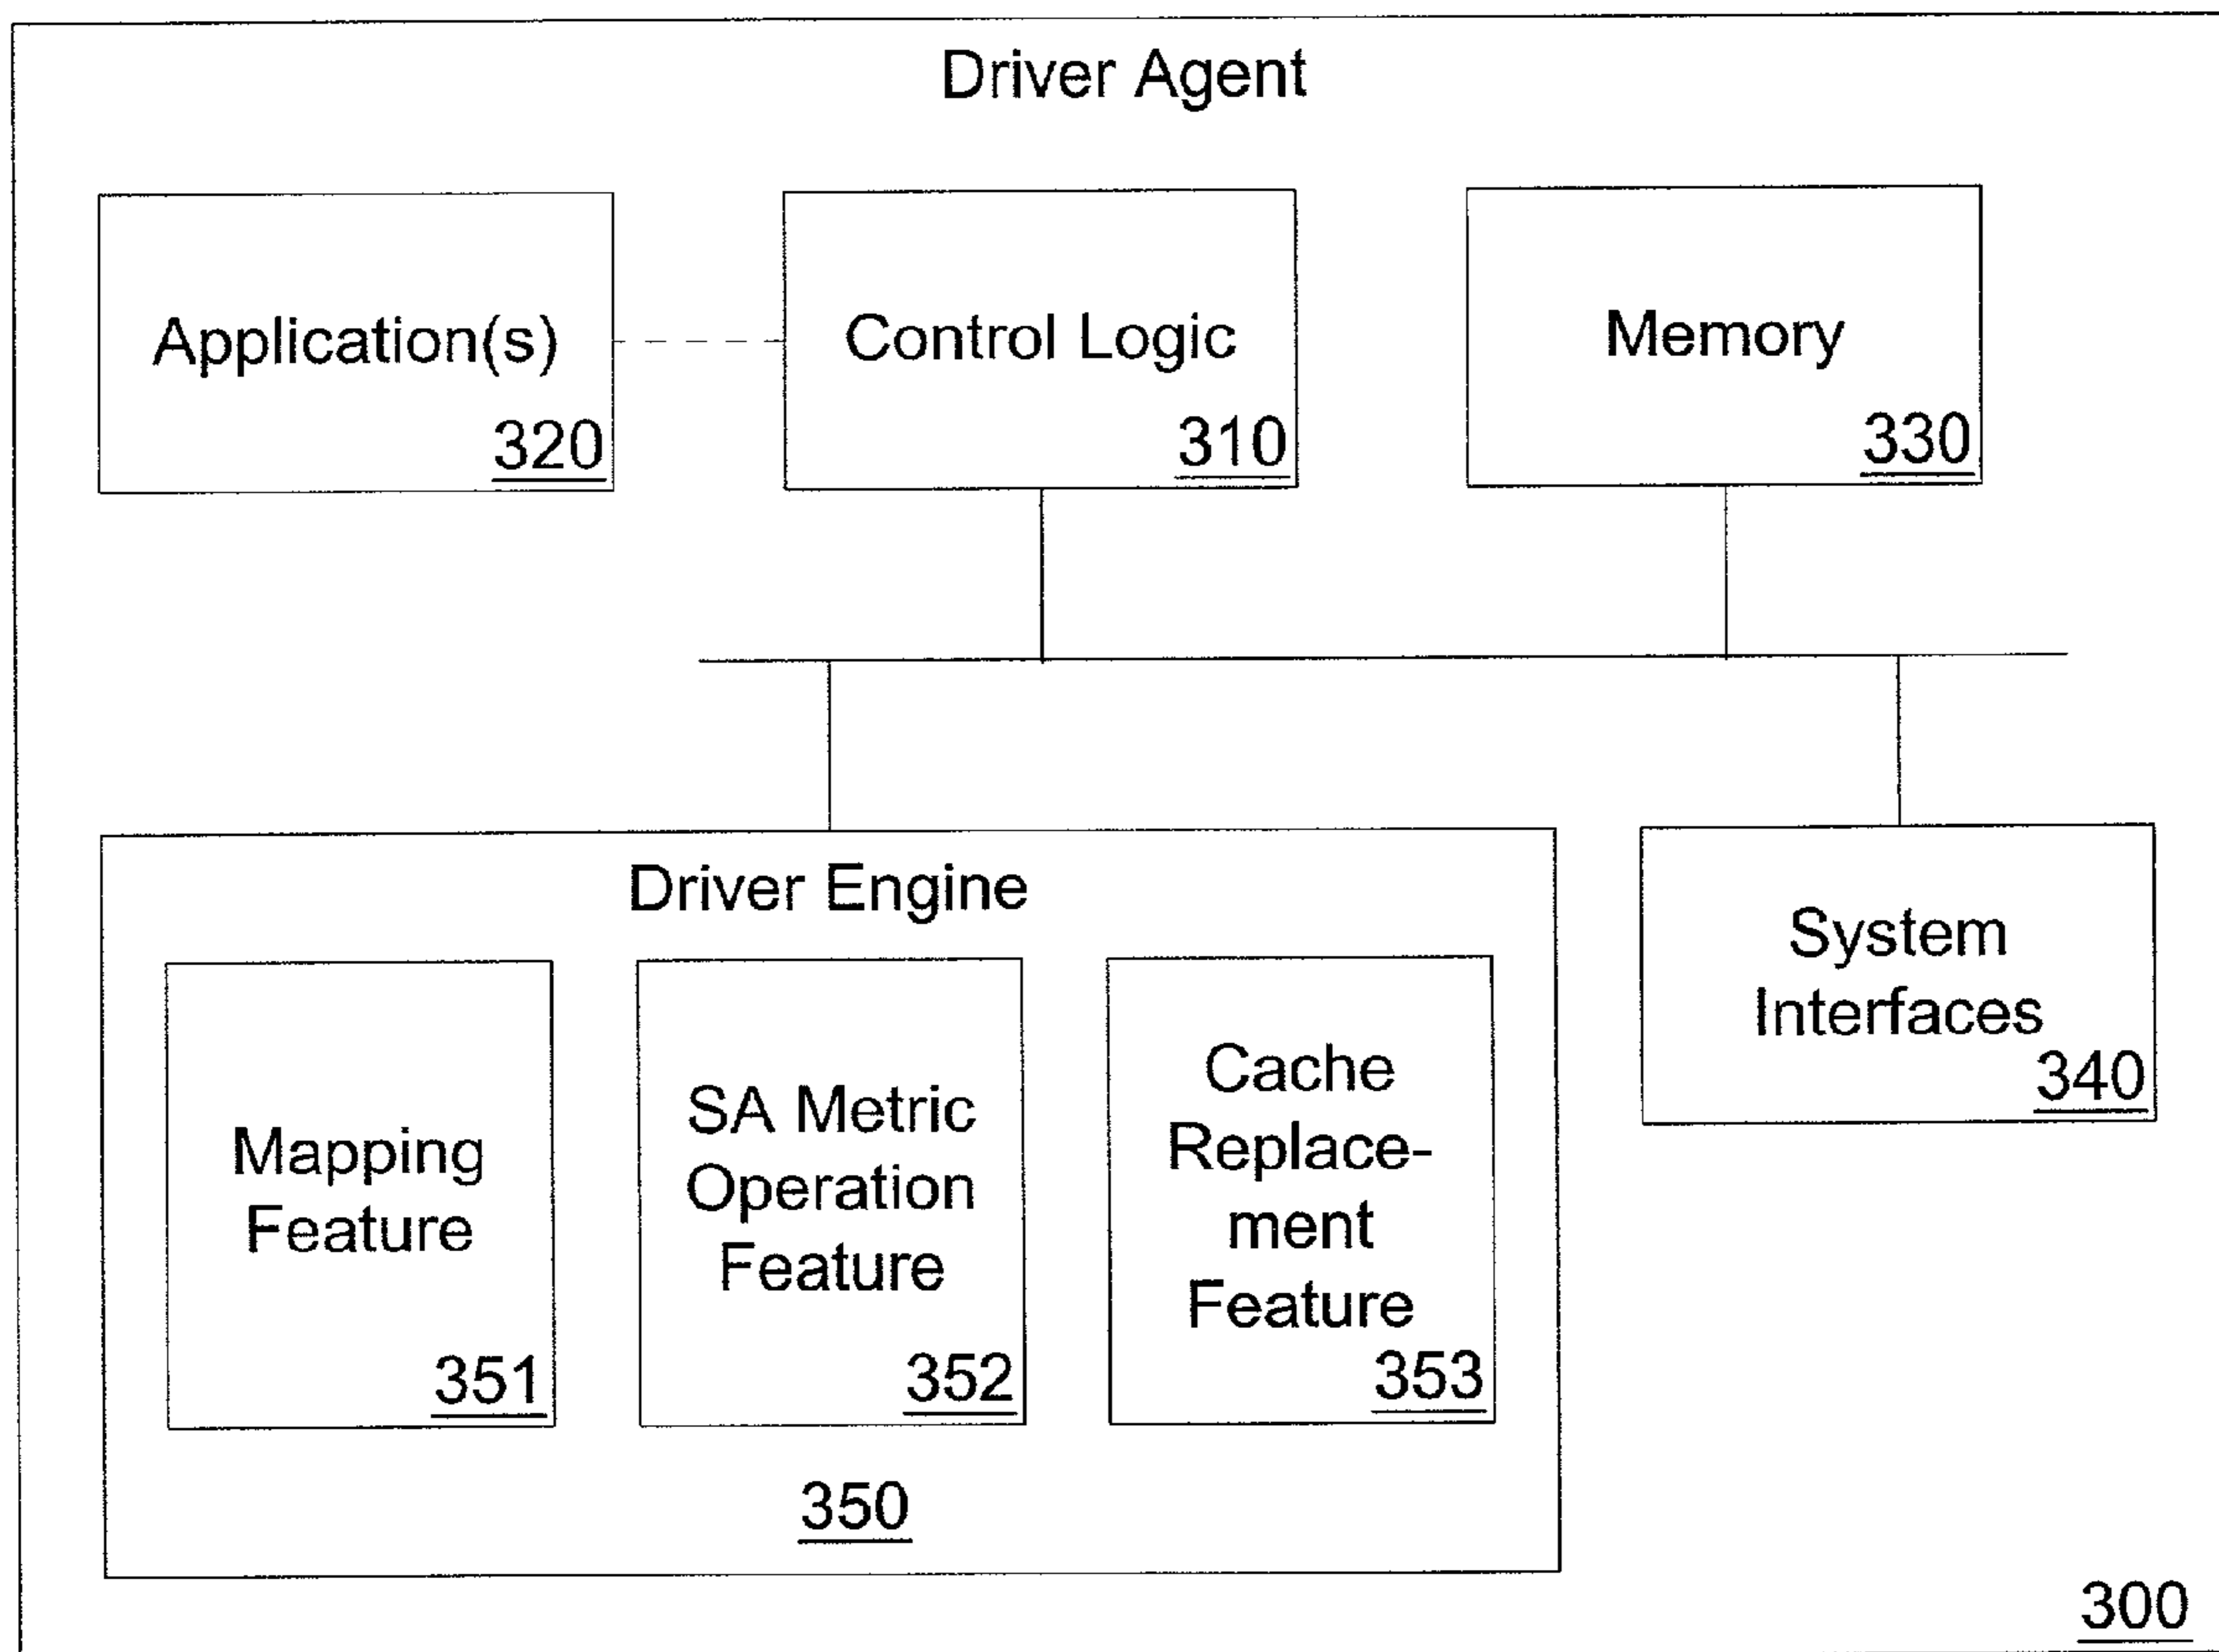 Driver Agent
Application(s)
320
Control Logic
310
Memory
330
Driver Engine
Mapping
Feature
351
SA Metric
Operation
Feature
352
Cache
Replace-
ment
Feature
353
350
System
Interfaces
340
300